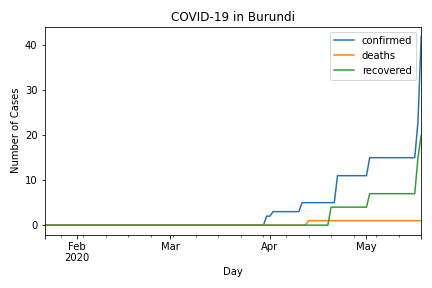 COVID-19 in Burundi
confirmed
deaths
recovered
Number of Cases
40
30
20
10
0
Feb
2020
Mar
Apr
May
Day